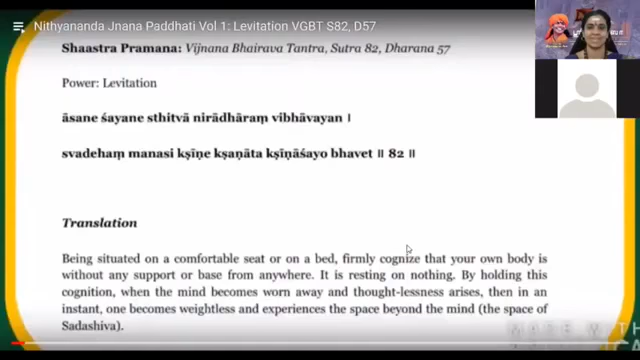 Nithyananda Jnana Paddhati Vol 1: Levitation VGBT S82, D57
Shaastra Pramana: Vijnana Bhairava Tantra, Sutra 82, Dharana 57
Power: Levitation
āsane śayane sthitvā nirādhāraṃ vibhāvayan ।
svadehaṃ manasi kṣīṇe kṣaṇāta kṣīṇāśayo bhavet ॥ 82 ॥
Translation
Being situated on a comfortable seat or on a bed, firmly cognize that your own body is
without any support or base from anywhere. It is resting on nothing. By holding this
cognition, when the mind becomes worn away and thought-lessness arises, then in an
instant, one becomes weightless and experiences the space beyond the mind (the space of
Sadashiva).
MADE WITH